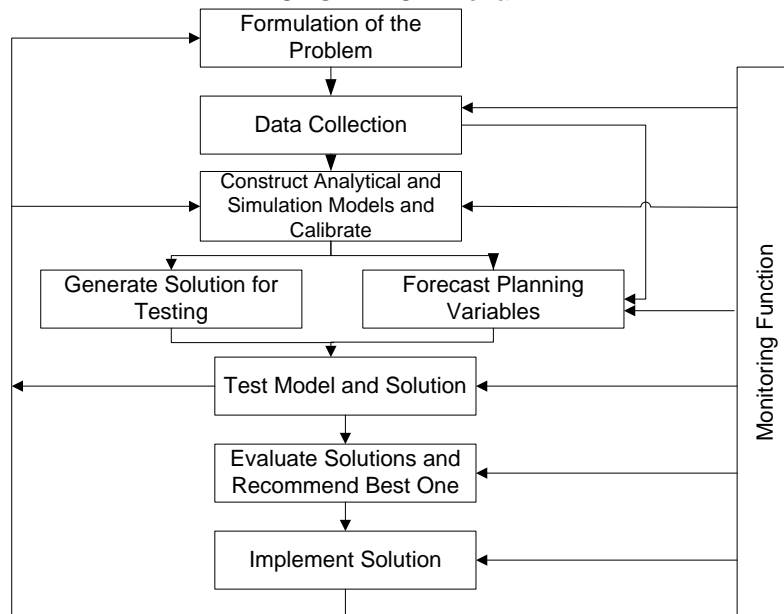 Formulation of the
Problem
Data Collection
Construct Analytical and
Simulation Models and
Calibrate
Generate Solution for
Testing
Forecast Planning
Variables
Test Model and Solution
Evaluate Solutions and
Recommend Best One
Implement Solution
Monitoring Function